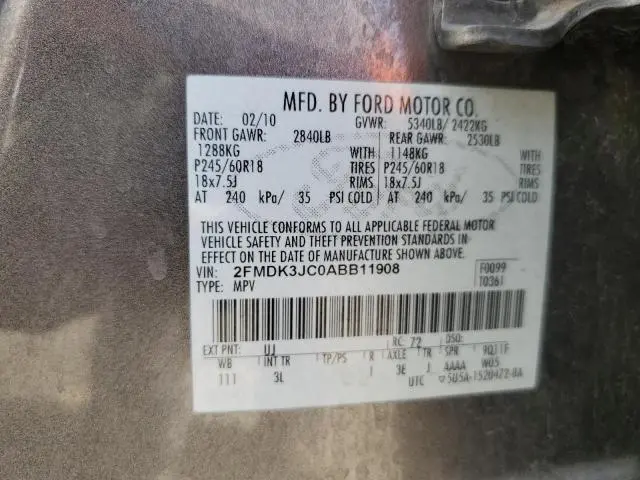 MFD. BY FORD MOTOR CO.
DATE: 02/10 GVWR: 5340LB/ 2422KG
FRONT GAWR: 2840LB REAR GAWR: 2530LB
1288KG WITH 1148KG WITH
P245/60R18 TIRES P245/60R18 TIRES
18x7.5J RIMS 18x7.5J RIMS
AT 240 kPa/ 35 PSI COLD AT 240 kPa/ 35 PSI COLD
THIS VEHICLE CONFORMS TO ALL APPLICABLE FEDERAL MOTOR
VEHICLE SAFETY AND THEFT PREVENTION STANDARDS IN EFFECT
ON THE DATE OF MANUFACTURE SHOWN ABOVE.
VIN: 2FMDK3JC0ABB11908 F0099
TYPE: MPV T0361
EXT PNT: UJ RC: 72 DSO:
WB INT TR TP/PS R AXLE TR SPR 9Q11F
111 3L I 3E J AAAA W05
UTC 5U5A-1520472-BA